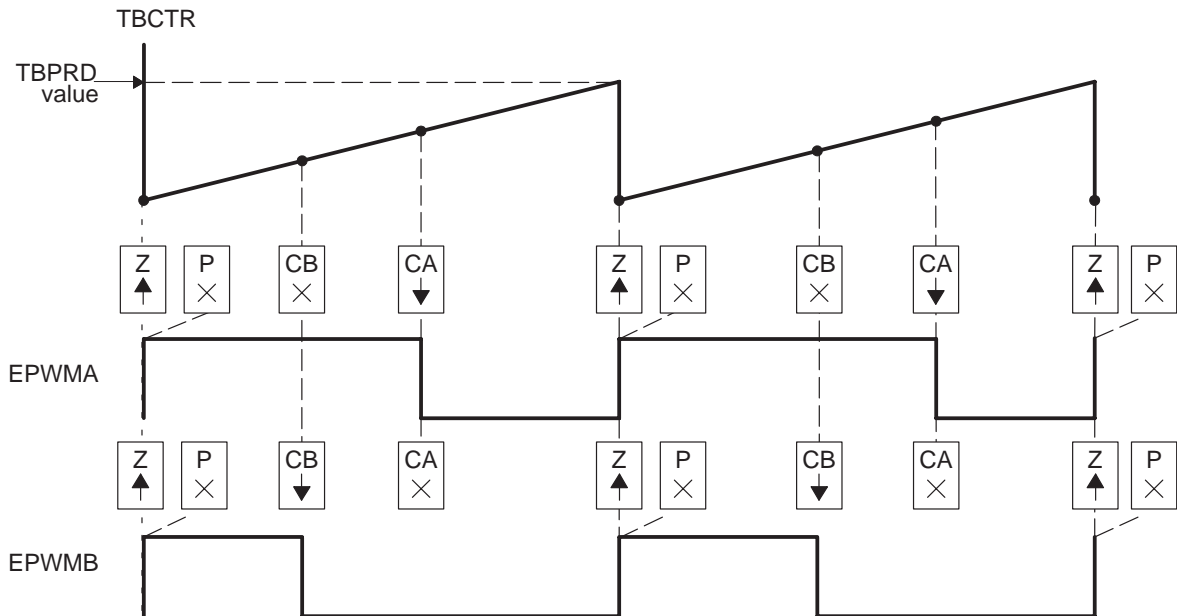 TBCTR
TBPRD
value
Z P CB CA Z P CB CA Z P
EPWMA
Z P CB CA Z P CB CA Z P
EPWMB